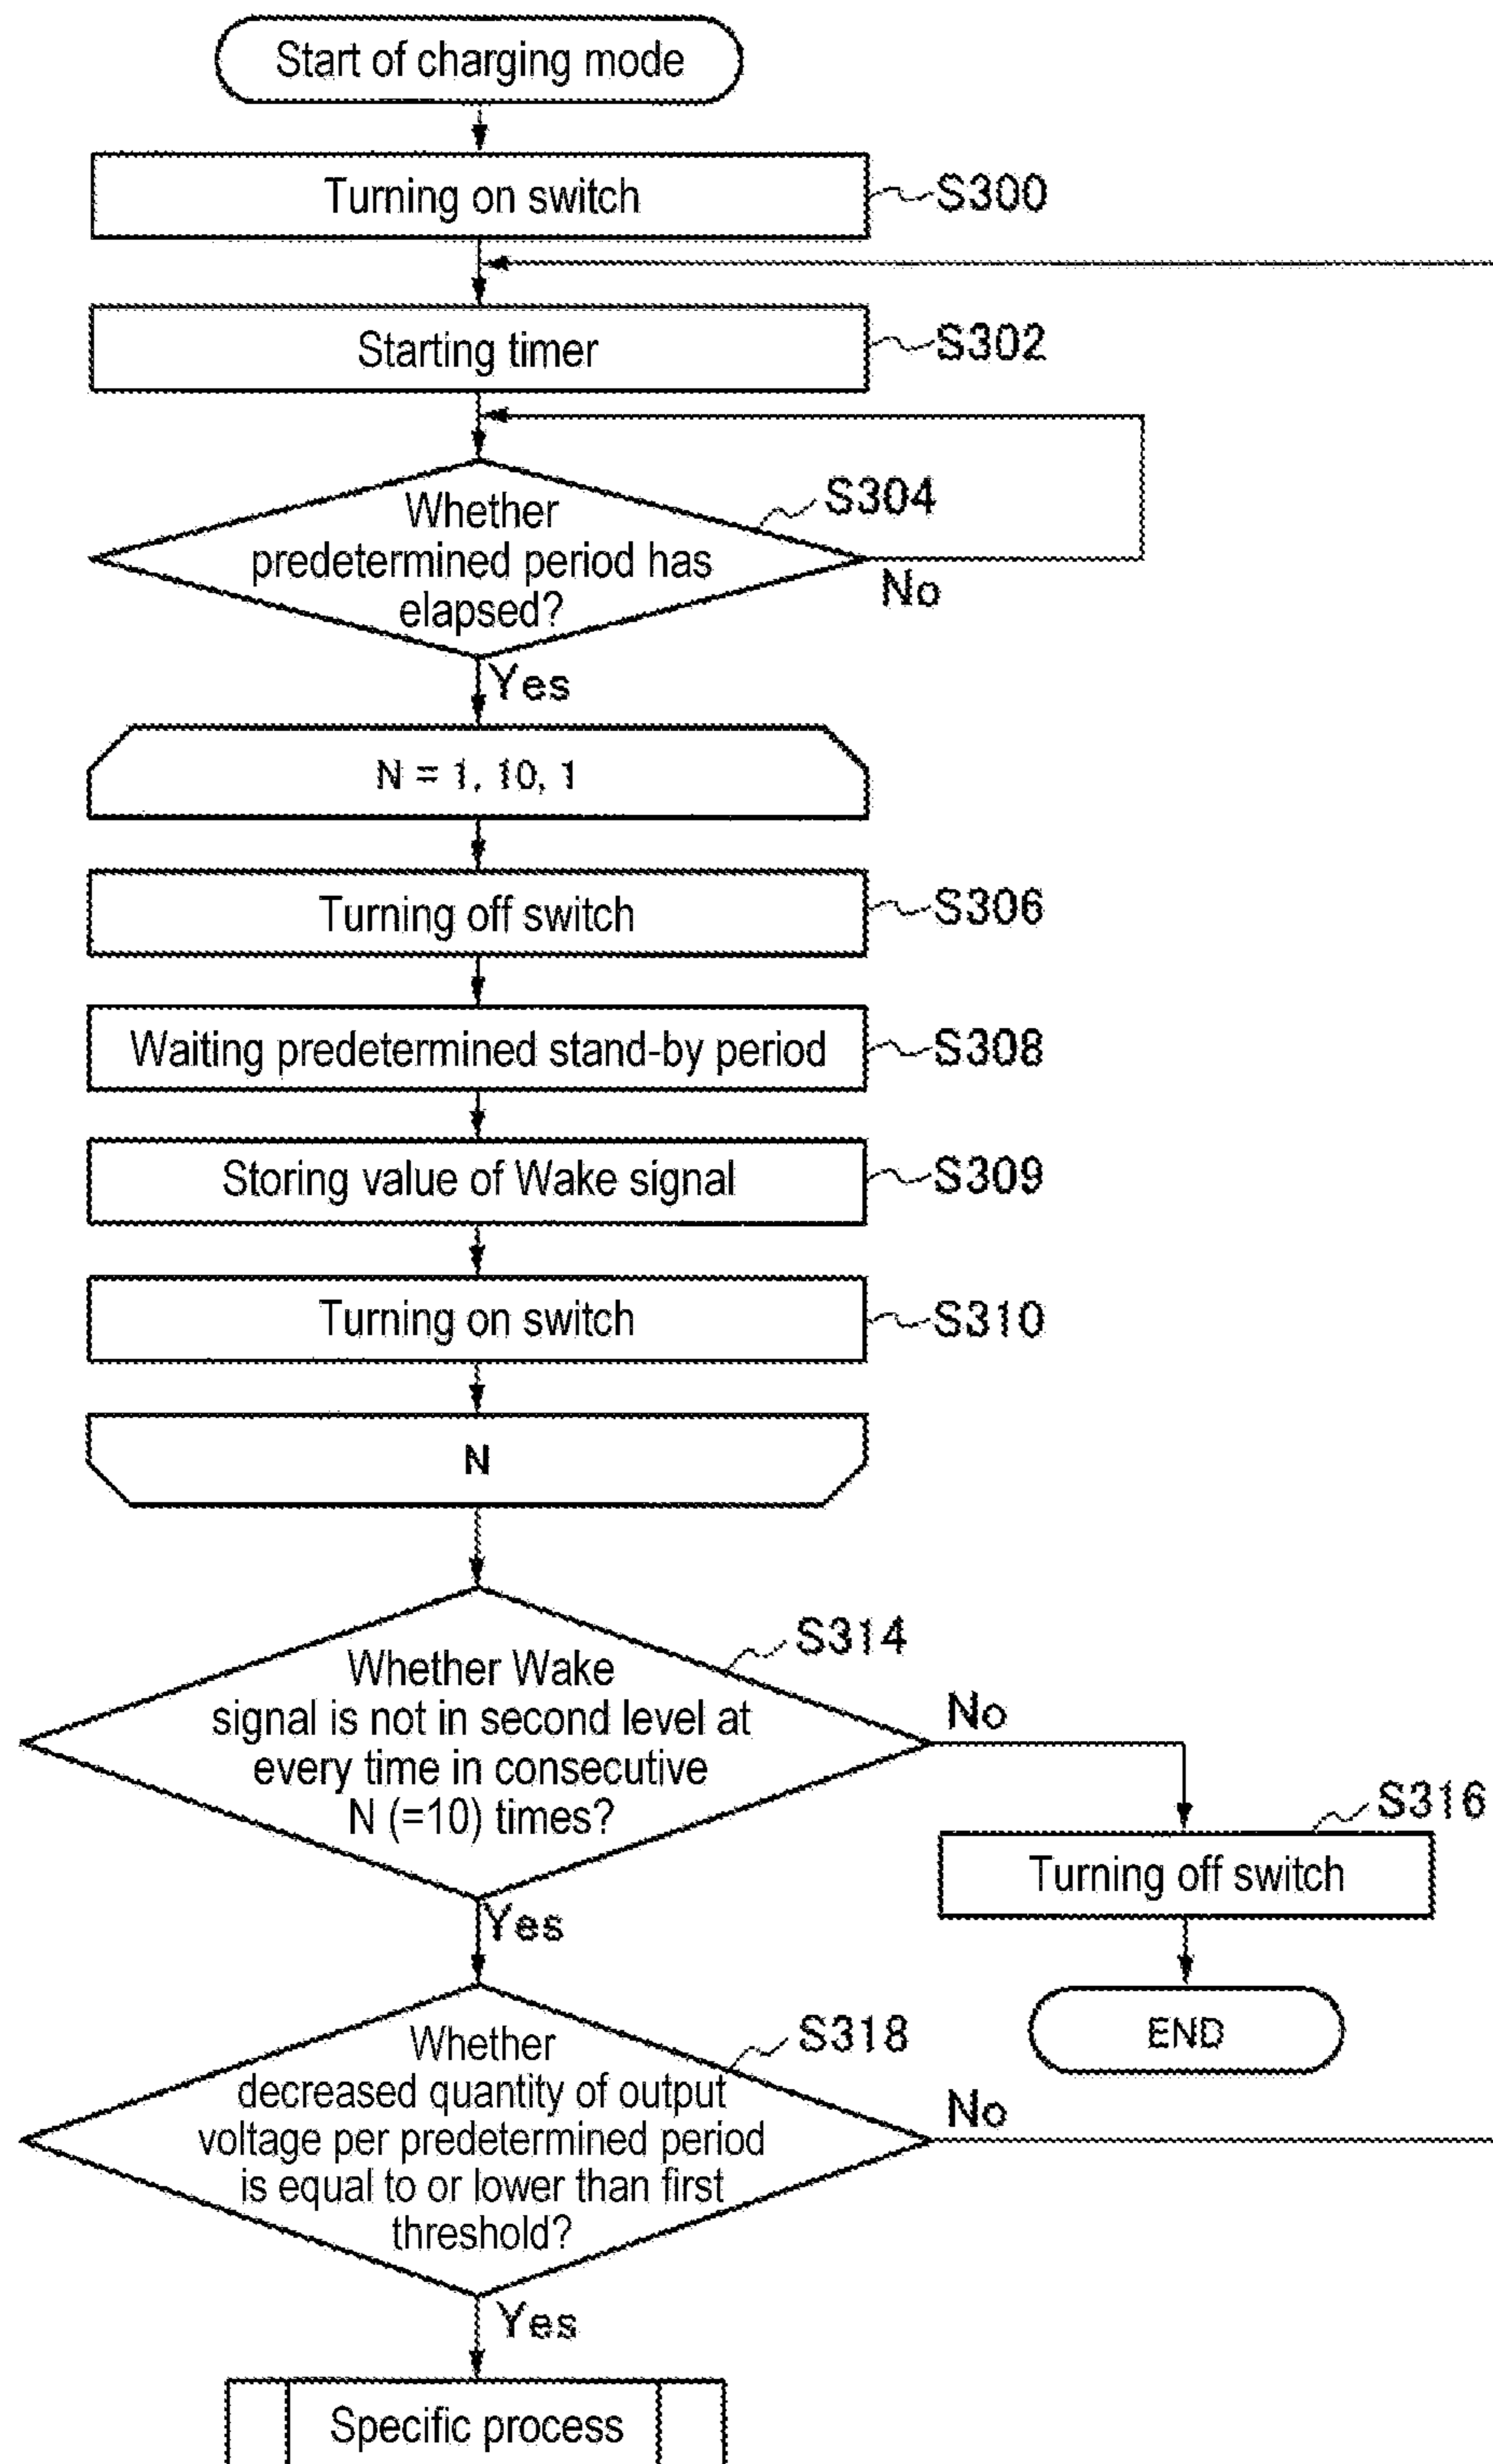 Start of charging mode
Turning on switch
S300
Starting timer
S302
Whether
predetermined period has
elapsed?
S304
No
Yes
N = 1, 10, 1
Turning off switch
S306
Waiting predetermined stand-by period
S308
Storing value of Wake signal
S309
Turning on switch
S310
N
Whether Wake
signal is not in second level at
every time in consecutive
N (=10) times?
S314
No
S316
Turning off switch
END
Yes
Whether
decreased quantity of output
voltage per predetermined period
is equal to or lower than first
threshold?
S318
No
Yes
Specific process